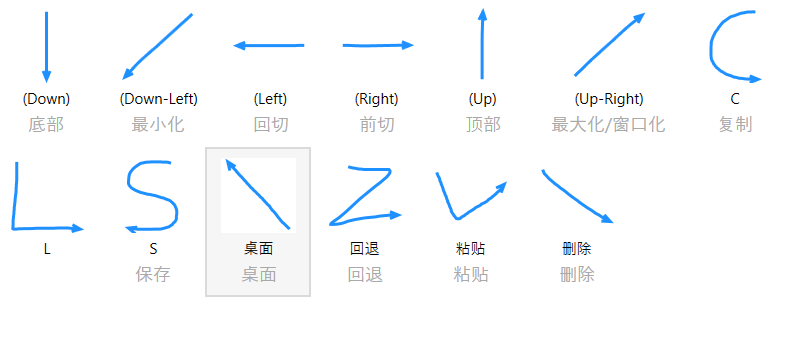 (Down) (Down-Left) (Left) (Right) (Up) (Up-Right) C
底部 最小化 回切 前切 顶部 最大化/窗口化 复制
L S 桌面 回退 粘贴 删除
保存 桌面 回退 粘贴 删除